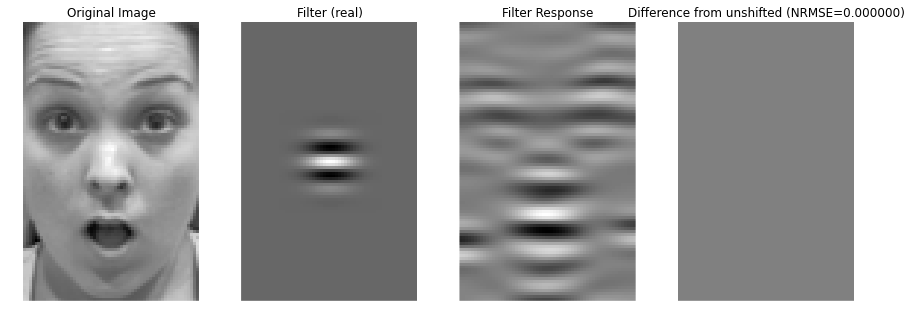 Original Image
Filter (real)
Filter Response
Difference from unshifted (NRMSE=0.000000)